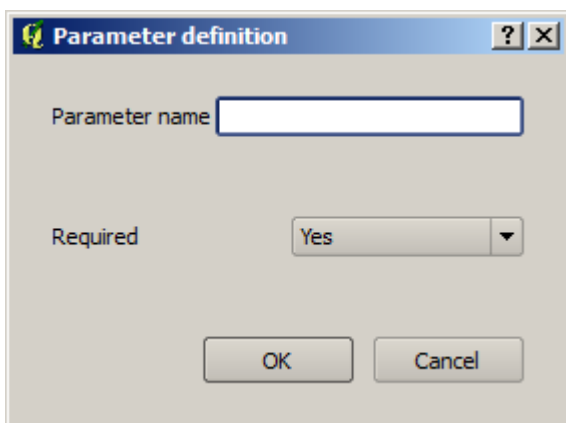 Parameter definition
Parameter name
Required Yes
OK Cancel